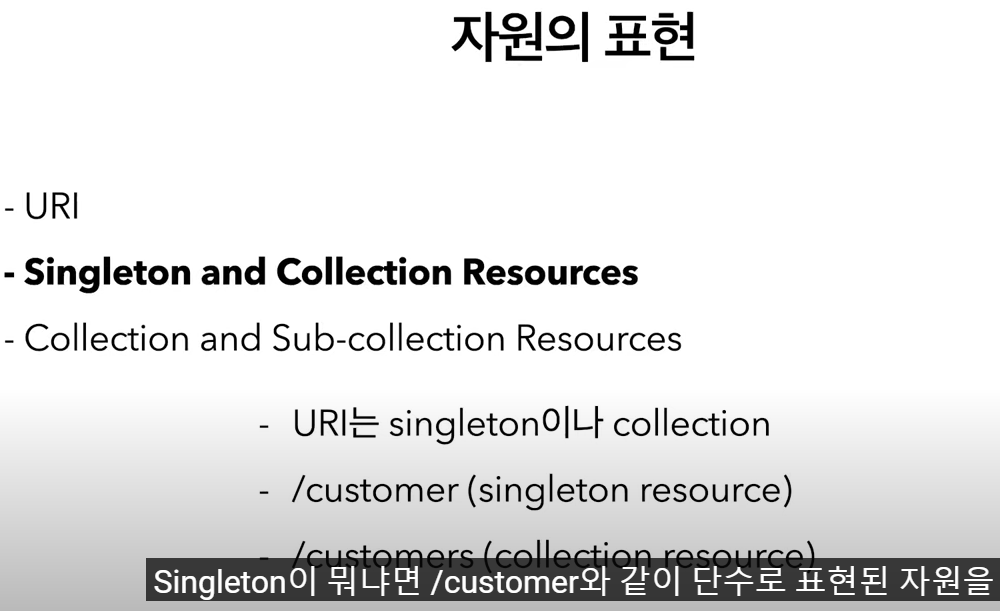 자원의 표현
- URI
- Singleton and Collection Resources
- Collection and Sub-collection Resources
- URI는 singleton이나 collection
- /customer (singleton resource)
- /customers (collection resource)
Singleton이 뭐냐면 /customer와 같이 단수로 표현된 자원을